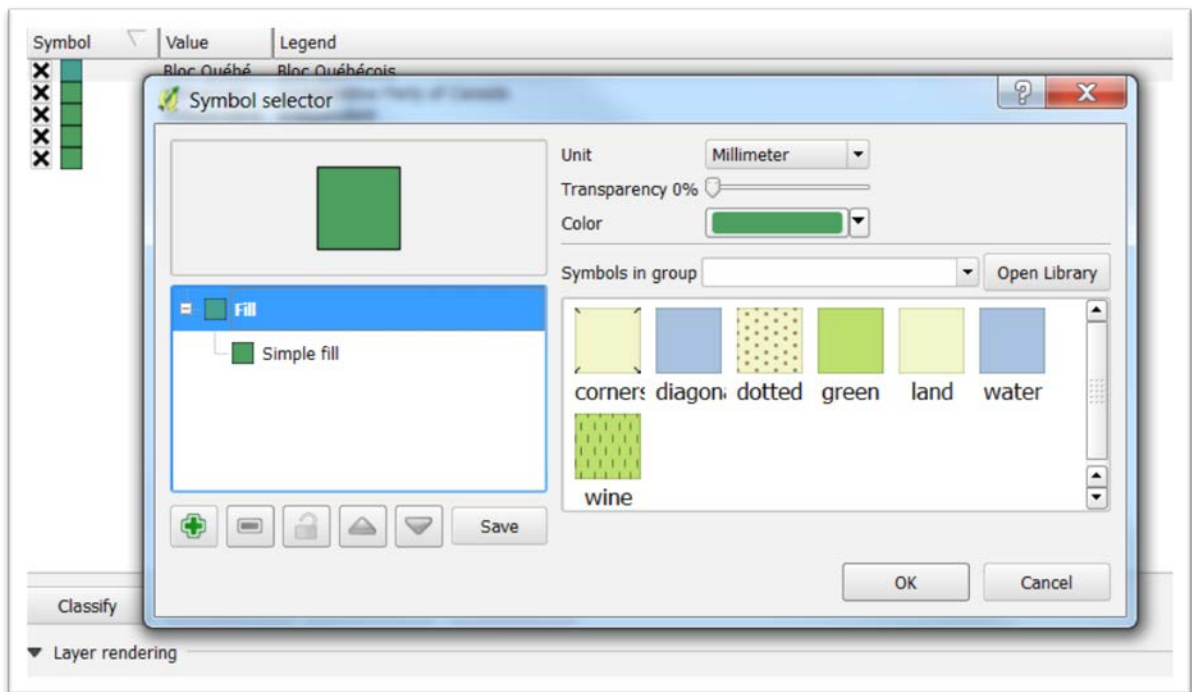 Symbol Value Legend
Bloc Québé Bloc Québécois
Symbol selector
Unit Millimeter
Transparency 0%
Color
Symbols in group Open Library
Fill
Simple fill
corners diagona dotted green land water
wine
Save
OK Cancel
Classify
Layer rendering